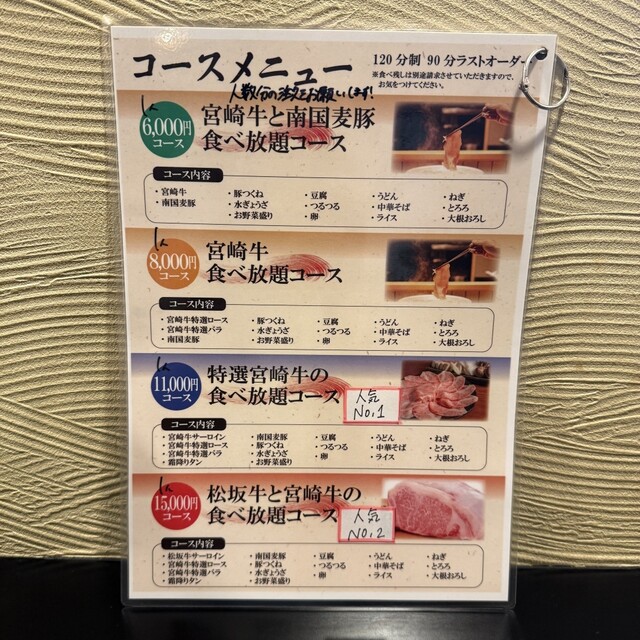 コースメニュー
120分制 90分ラストオーダー
※食べ残しは別途請求させていただきますので、
お気をつけてください。
人数分の注文をお願いします!
6,000円
コース
宮崎牛と南国麦豚
食べ放題コース
コース内容
・宮崎牛 ・豚つくね ・豆腐 ・うどん ・ねぎ
・南国麦豚 ・水ぎょうざ ・つるつる ・中華そば ・とろろ
・お野菜盛り ・卵 ・ライス ・大根おろし
8,000円
コース
宮崎牛
食べ放題コース
コース内容
・宮崎牛特選ロース ・豚つくね ・豆腐 ・うどん ・ねぎ
・宮崎牛特選バラ ・水ぎょうざ ・つるつる ・中華そば ・とろろ
・南国麦豚 ・お野菜盛り ・卵 ・ライス ・大根おろし
11,000円
コース
特選宮崎牛の
食べ放題コース
人気
NO,1
コース内容
・宮崎牛サーロイン ・南国麦豚 ・豆腐 ・うどん ・ねぎ
・宮崎牛特選ロース ・豚つくね ・つるつる ・中華そば ・とろろ
・宮崎牛特選バラ ・水ぎょうざ ・卵 ・ライス ・大根おろし
・霜降りタン ・お野菜盛り
15,000円
コース
松坂牛と宮崎牛の
食べ放題コース
人気
NO,2
コース内容
・松坂牛サーロイン ・南国麦豚 ・豆腐 ・うどん ・ねぎ
・宮崎牛特選ロース ・豚つくね ・つるつる ・中華そば ・とろろ
・宮崎牛特選バラ ・水ぎょうざ ・卵 ・ライス ・大根おろし
・霜降りタン ・お野菜盛り